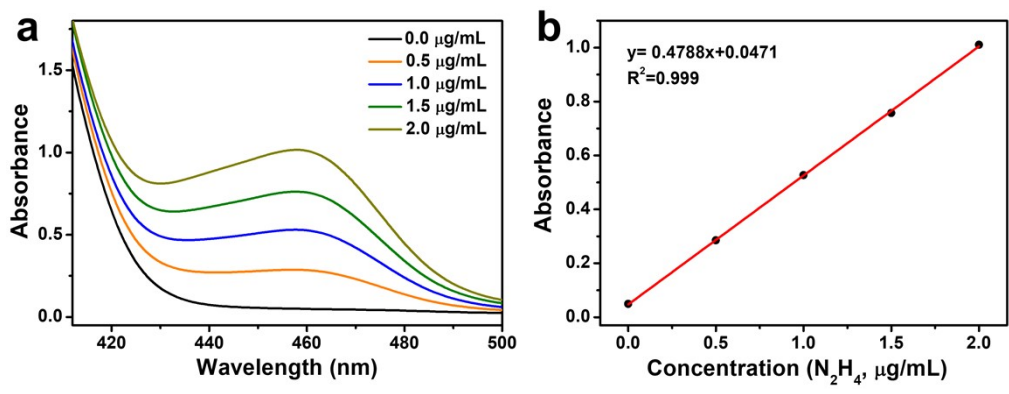 a
Absorbance
1.5
1.0
0.5
0.0
420
440
460
480
500
Wavelength (nm)
0.0 μg/mL
0.5 μg/mL
1.0 μg/mL
1.5 μg/mL
2.0 μg/mL
b
Absorbance
1.0
0.8
0.6
0.4
0.2
0.0
0.0
0.5
1.0
1.5
2.0
Concentration (N₂H₄, μg/mL)
y= 0.4788x+0.0471
R²=0.999